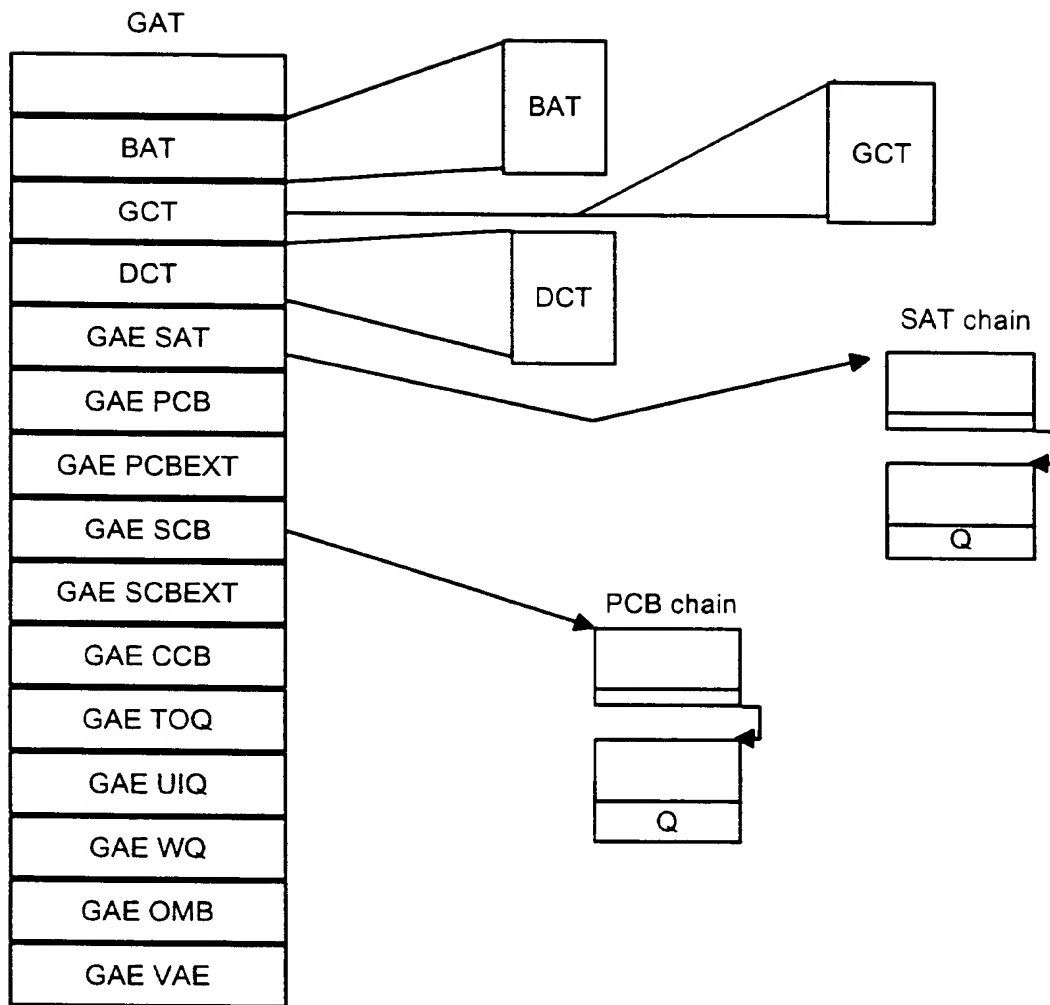 GAT
BAT
GCT
DCT
GAE SAT
GAE PCB
GAE PCBEXT
GAE SCB
GAE SCBEXT
GAE CCB
GAE TOQ
GAE UIQ
GAE WQ
GAE OMB
GAE VAE
BAT
GCT
DCT
SAT chain
Q
PCB chain
Q